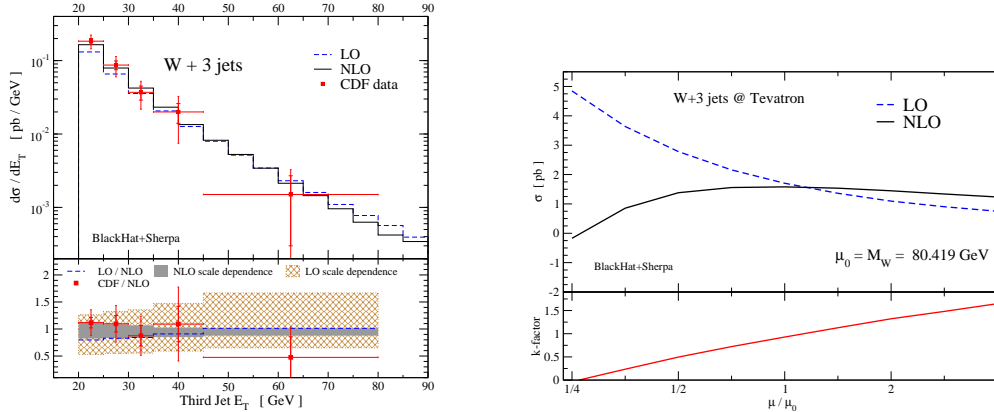 20 30 40 50 60 70 80 90
10^{-1}
10^{-2}
10^{-3}
dσ / dE_T [ pb / GeV ]
W + 3 jets
LO
NLO
CDF data
BlackHat+Sherpa
LO / NLO NLO scale dependence LO scale dependence
CDF / NLO
2
1.5
1
0.5
20 30 40 50 60 70 80 90
Third Jet E_T [ GeV ]
W+3 jets @ Tevatron
LO
NLO
5
4
3
2
1
0
-1
-2
σ [ pb ]
μ_0 = M_W = 80.419 GeV
BlackHat+Sherpa
1.5
1
0.5
0
k-factor
1/4 1/2 1 2
μ / μ_0